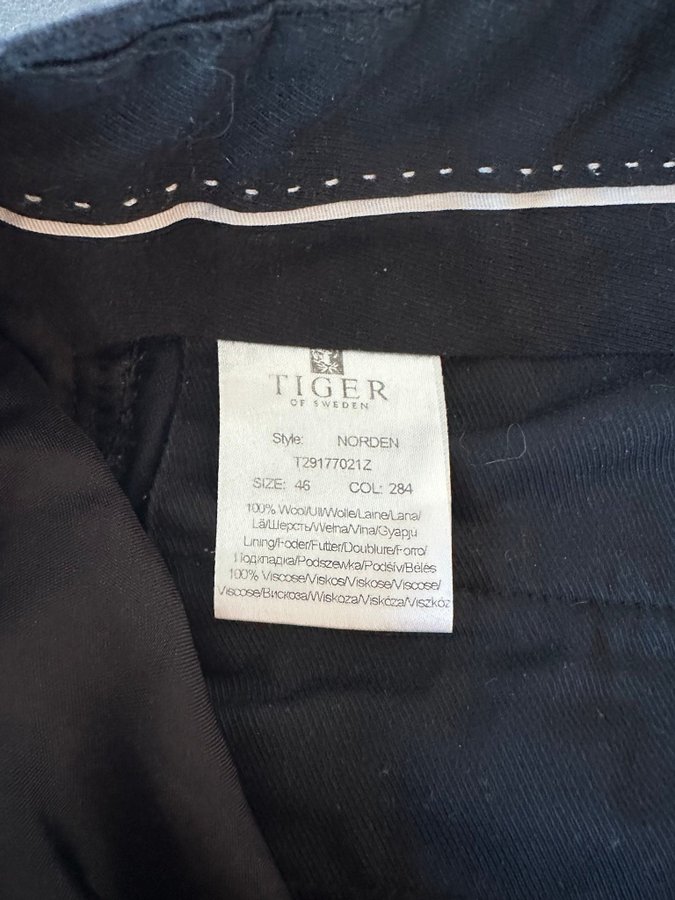 TIGER
OF SWEDEN
Style: NORDEN
T29177021Z
SIZE: 46 COL: 284
100% Wool/Ull/Wolle/Laine/Lana/
Lã/Шерсть/Wełna/Vlna/Gyapjú
Lining/Foder/Futter/Doublure/Forro/
Подкладка/Podszewka/Podšív/Bélés
100% Viscose/Viskos/Viskose/Viscose/
Viscose/Вискоза/Wiskoza/Viskóza/Viszkóz